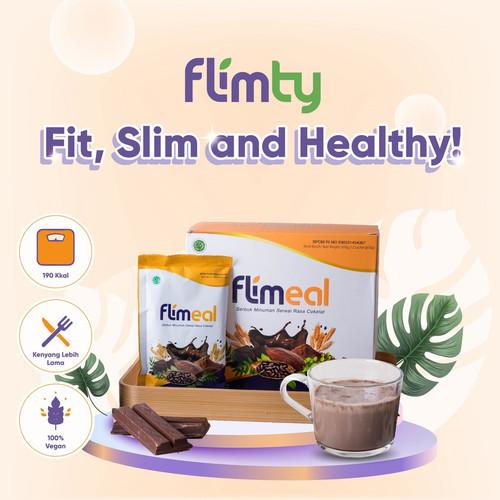 flimty
Fit, Slim and Healthy!
190 Kkal
Kenyang Lebih
Lama
100%
Vegan
Flimeal
Serbuk Minuman Sereal Rasa Cokelat
Flimeal
Serbuk Minuman Sereal Rasa Cokelat